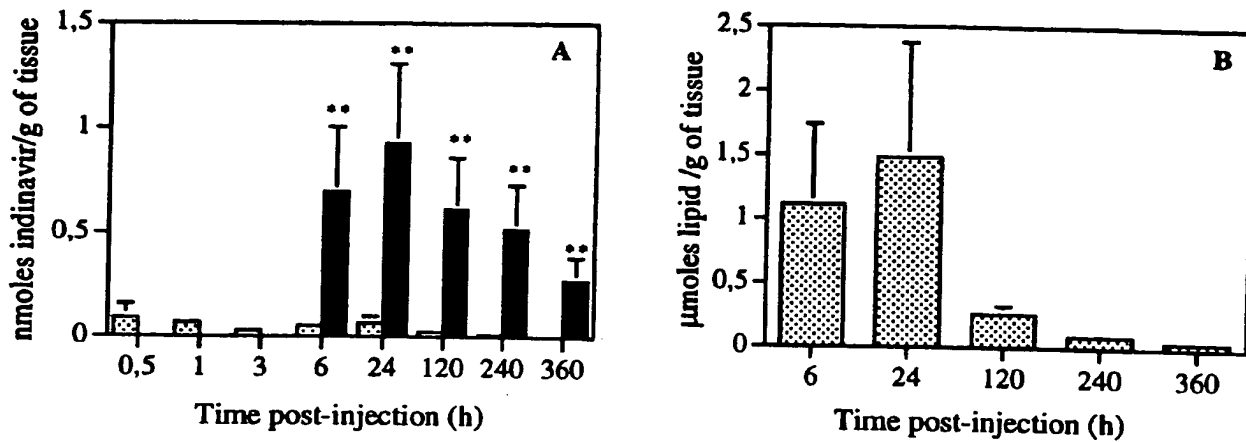 nmoles indinavir/g of tissue
1,5
1
0,5
0
A
**
**
**
**
**
0,5 1 3 6 24 120 240 360
Time post-injection (h)
µmoles lipid /g of tissue
2,5
2
1,5
1
0,5
0
B
6 24 120 240 360
Time post-injection (h)